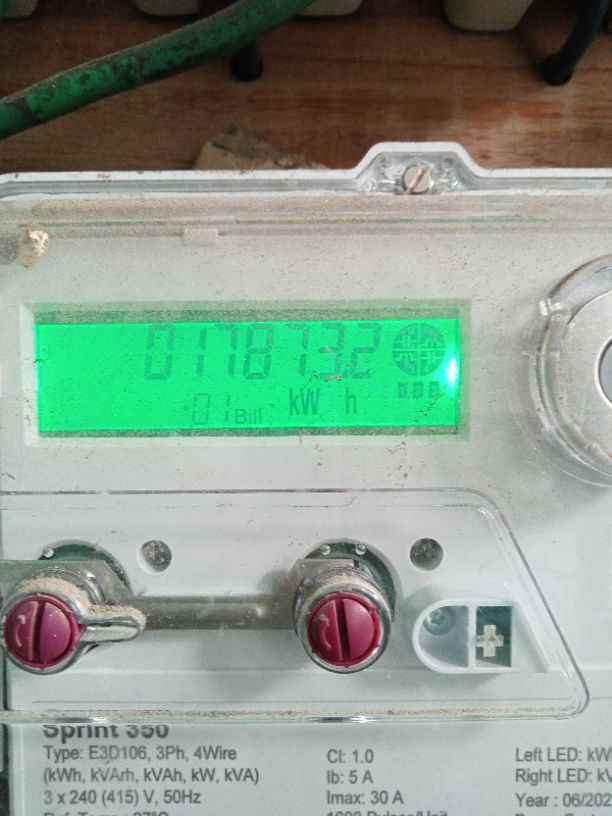 0178732
01 Bill kW h
Sprint 350
Type: E3D106, 3Ph, 4Wire
(kWh, kVArh, kVAh, kW, kVA)
3 x 240 (415) V, 50Hz
Cl: 1.0
Ib: 5 A
Imax: 30 A
Left LED: kW
Right LED: kV
Year : 06/202